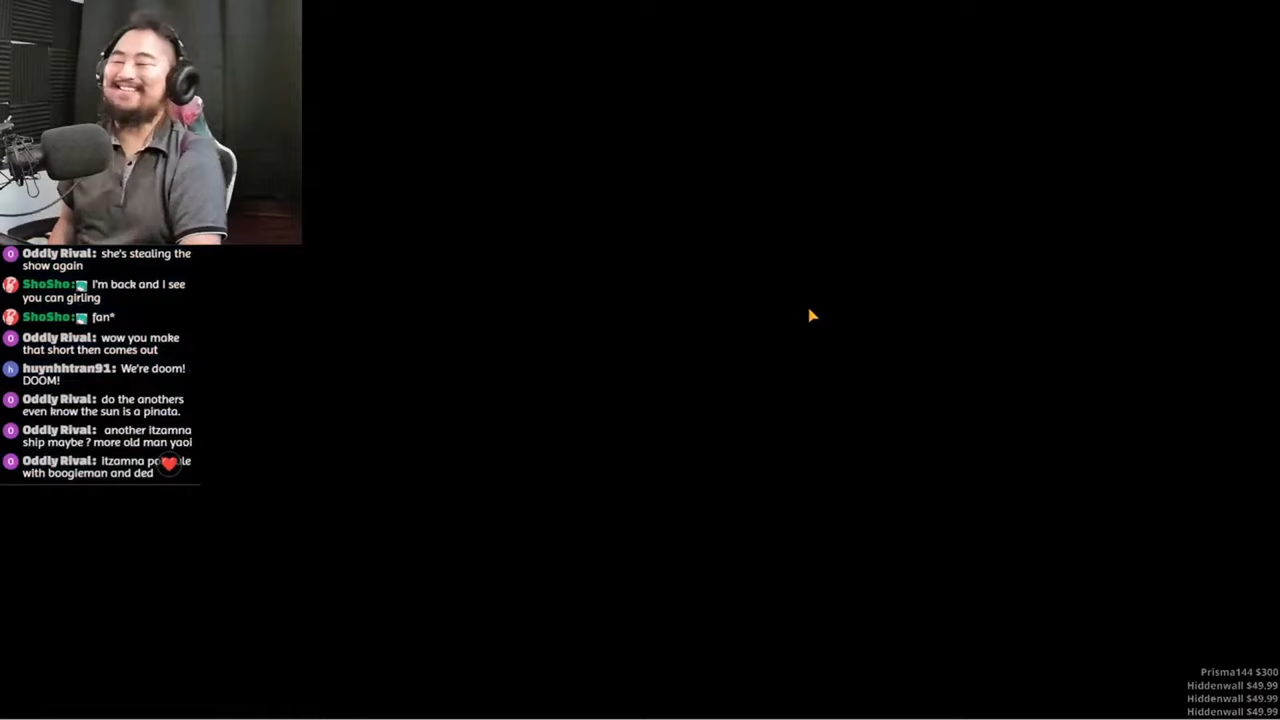 Oddly Rival: she's stealing the
show again
ShoSho: I'm back and I see
you can girling
ShoSho: fan*
Oddly Rival: wow you make
that short then comes out
huynhhtran91: We're doom!
DOOM!
Oddly Rival: do the anothers
even know the sun is a pinata.
Oddly Rival: another itzamna
ship maybe ? more old man yaoi
Oddly Rival: itzamna
with boogieman and ded
Prisma144 $300
Hiddenwall $49.99
Hiddenwall $49.99
Hiddenwall $49.99